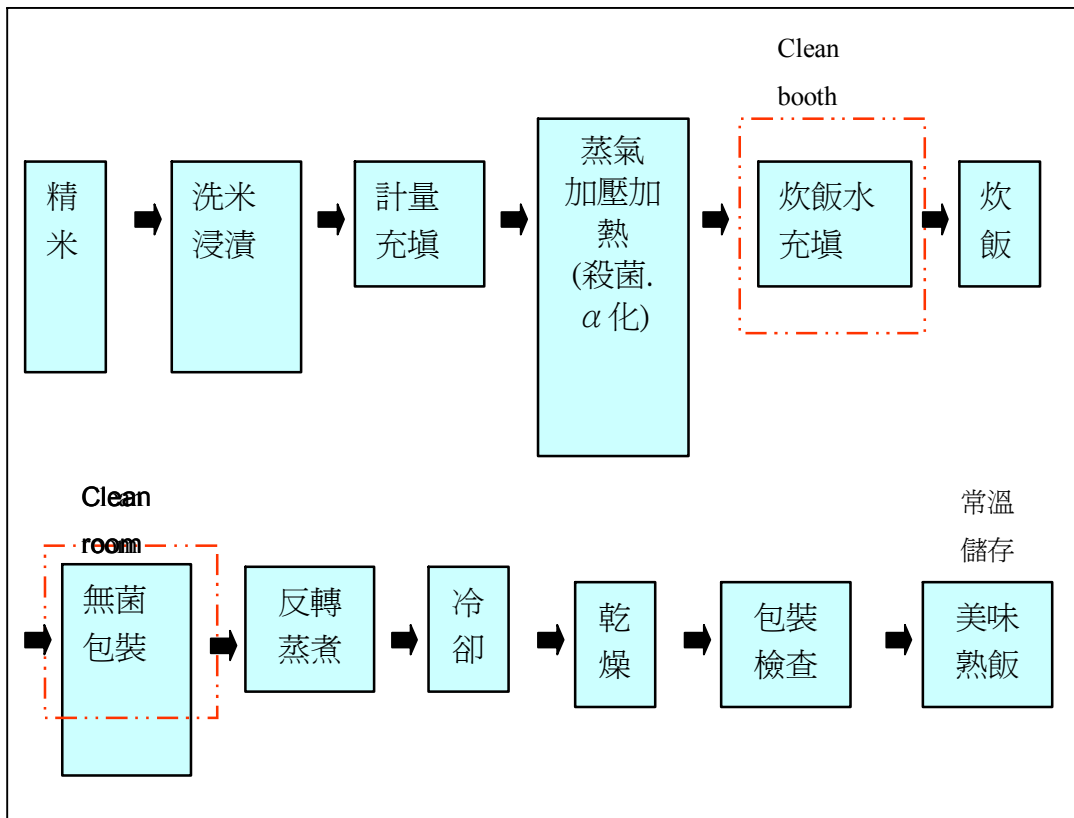 Clean
booth
精
米
洗米
浸漬
計量
充填
蒸氣
加壓加
熱
(殺菌.
α化)
炊飯水
充填
炊
飯
Clean
room
無菌
包裝
反轉
蒸煮
冷
卻
乾
燥
包裝
檢查
常溫
儲存
美味
熟飯